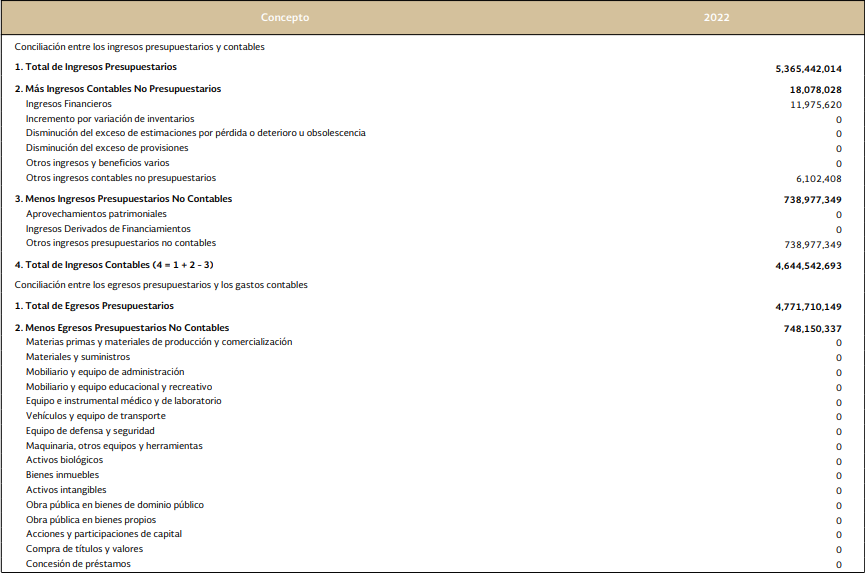 Concepto 2022
Conciliación entre los ingresos presupuestarios y contables
1. Total de Ingresos Presupuestarios 5,365,442,014
2. Más Ingresos Contables No Presupuestarios 18,078,028
Ingresos Financieros 11,975,620
Incremento por variación de inventarios 0
Disminución del exceso de estimaciones por pérdida o deterioro u obsolescencia 0
Disminución del exceso de provisiones 0
Otros ingresos y beneficios varios 0
Otros ingresos contables no presupuestarios 6,102,408
3. Menos Ingresos Presupuestarios No Contables 738,977,349
Aprovechamientos patrimoniales 0
Ingresos Derivados de Financiamientos 0
Otros ingresos presupuestarios no contables 738,977,349
4. Total de Ingresos Contables (4 = 1 + 2 - 3) 4,644,542,693
Conciliación entre los egresos presupuestarios y los gastos contables
1. Total de Egresos Presupuestarios 4,771,710,149
2. Menos Egresos Presupuestarios No Contables 748,150,337
Materias primas y materiales de producción y comercialización 0
Materiales y suministros 0
Mobiliario y equipo de administración 0
Mobiliario y equipo educacional y recreativo 0
Equipo e instrumental médico y de laboratorio 0
Vehículos y equipo de transporte 0
Equipo de defensa y seguridad 0
Maquinaria, otros equipos y herramientas 0
Activos biológicos 0
Bienes inmuebles 0
Activos intangibles 0
Obra pública en bienes de dominio público 0
Obra pública en bienes propios 0
Acciones y participaciones de capital 0
Compra de títulos y valores 0
Concesión de préstamos 0